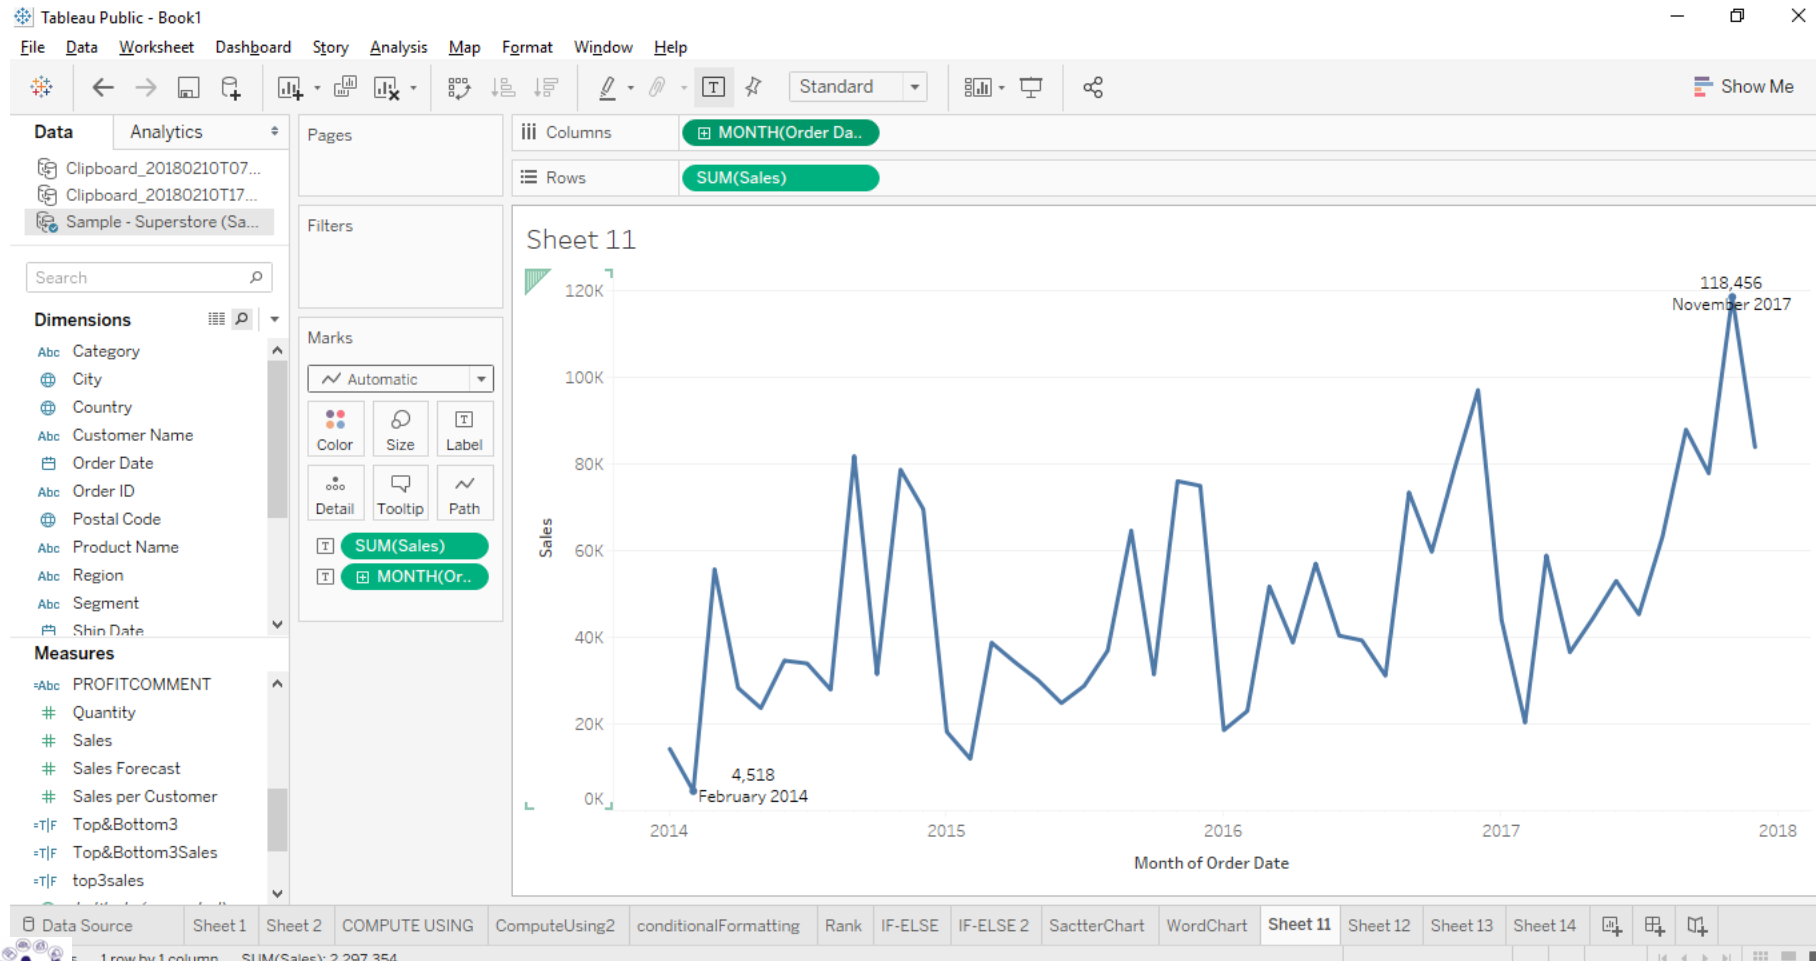 Tableau Public - Book1
File Data Worksheet Dashboard Story Analysis Map Format Window Help
Standard
Show Me
Data Analytics
Clipboard_20180210T07...
Clipboard_20180210T17...
Sample - Superstore (Sa...
Search
Dimensions
Abc Category
City
Country
Abc Customer Name
Order Date
Abc Order ID
Postal Code
Abc Product Name
Abc Region
Abc Segment
Ship Date
Measures
=Abc PROFITCOMMENT
# Quantity
# Sales
# Sales Forecast
# Sales per Customer
=T|F Top&Bottom3
=T|F Top&Bottom3Sales
=T|F top3sales
Pages
Filters
Marks
Automatic
Color Size Label
Detail Tooltip Path
SUM(Sales)
MONTH(Or..
Columns MONTH(Order Da..
Rows SUM(Sales)
Sheet 11
120K
100K
80K
60K
40K
20K
0K
Sales
118,456
November 2017
4,518
February 2014
2014 2015 2016 2017 2018
Month of Order Date
Data Source Sheet 1 Sheet 2 COMPUTE USING ComputeUsing2 conditionalFormatting Rank IF-ELSE IF-ELSE 2 SactterChart WordChart Sheet 11 Sheet 12 Sheet 13 Sheet 14
1 row by 1 column SUM(Sales): 2,297,354